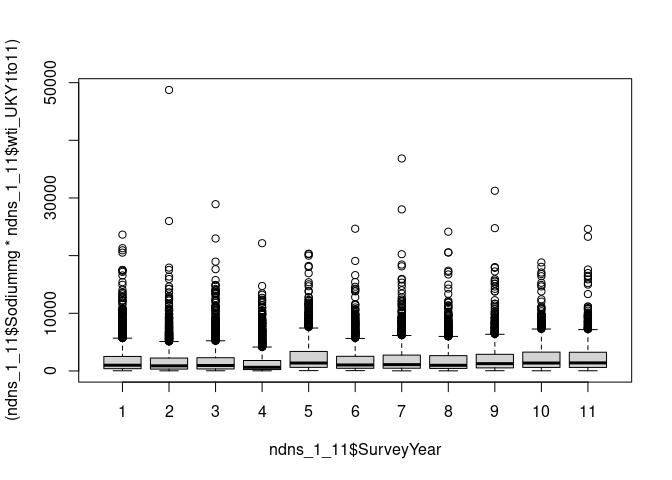 (ndns_1_11$Sodiummg * ndns_1_11$wti_UKY1to11)
50000
30000
10000
0
1 2 3 4 5 6 7 8 9 10 11
ndns_1_11$SurveyYear